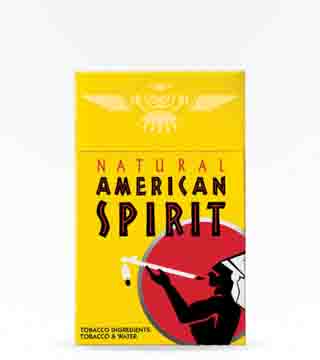 NATURAL
AMERICAN
SPIRIT
TOBACCO INGREDIENTS:
TOBACCO & WATER